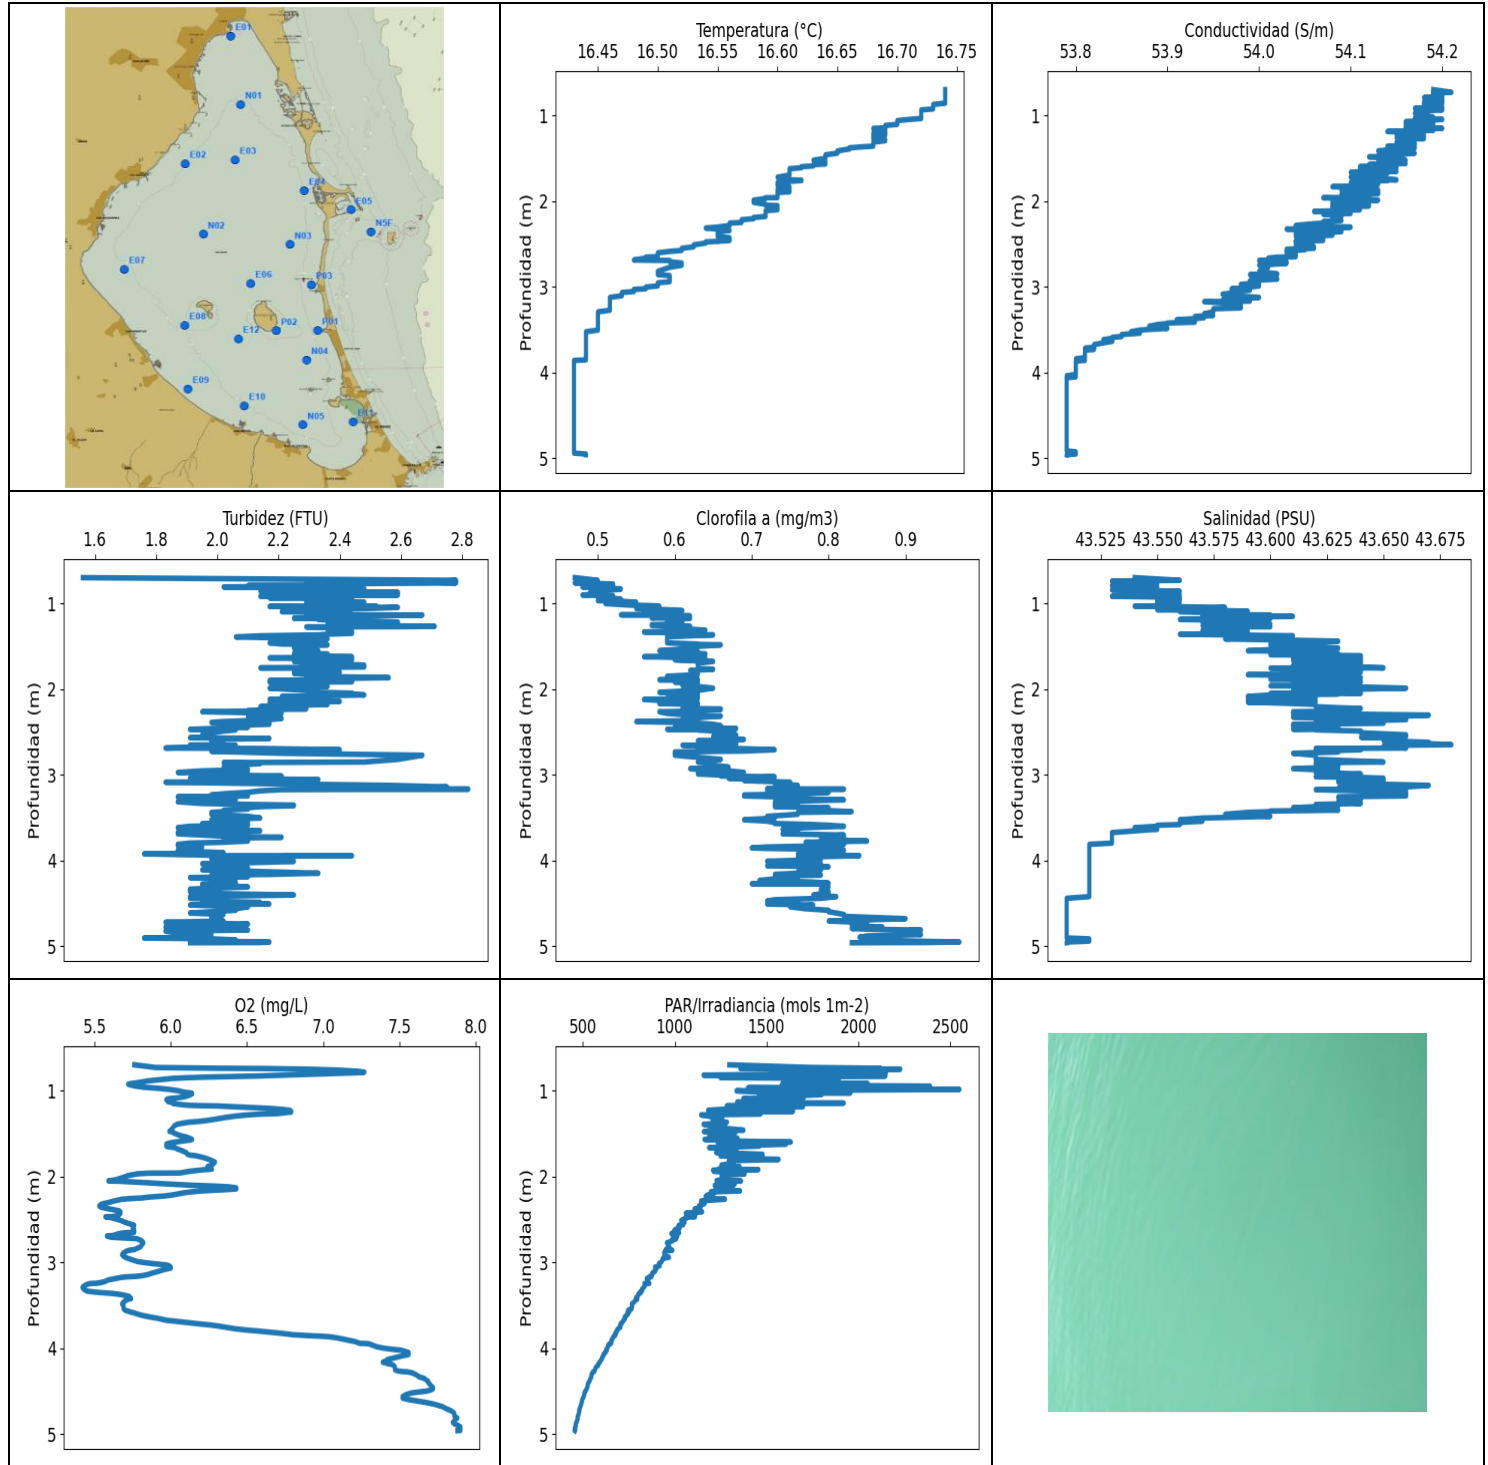 E01
N01
E02
E03
E04
E05
N5F
N02
N03
E07
E06
P03
E08
P02
P01
E12
N04
E09
E10
N05
E11
Temperatura (°C)
16.45 16.50 16.55 16.60 16.65 16.70 16.75
Profundidad (m)
1
2
3
4
5
Conductividad (S/m)
53.8 53.9 54.0 54.1 54.2
Profundidad (m)
1
2
3
4
5
Turbidez (FTU)
1.6 1.8 2.0 2.2 2.4 2.6 2.8
Profundidad (m)
1
2
3
4
5
Clorofila a (mg/m3)
0.5 0.6 0.7 0.8 0.9
Profundidad (m)
1
2
3
4
5
Salinidad (PSU)
43.525 43.550 43.575 43.600 43.625 43.650 43.675
Profundidad (m)
1
2
3
4
5
O2 (mg/L)
5.5 6.0 6.5 7.0 7.5 8.0
Profundidad (m)
1
2
3
4
5
PAR/Irradiancia (mols 1m-2)
500 1000 1500 2000 2500
Profundidad (m)
1
2
3
4
5